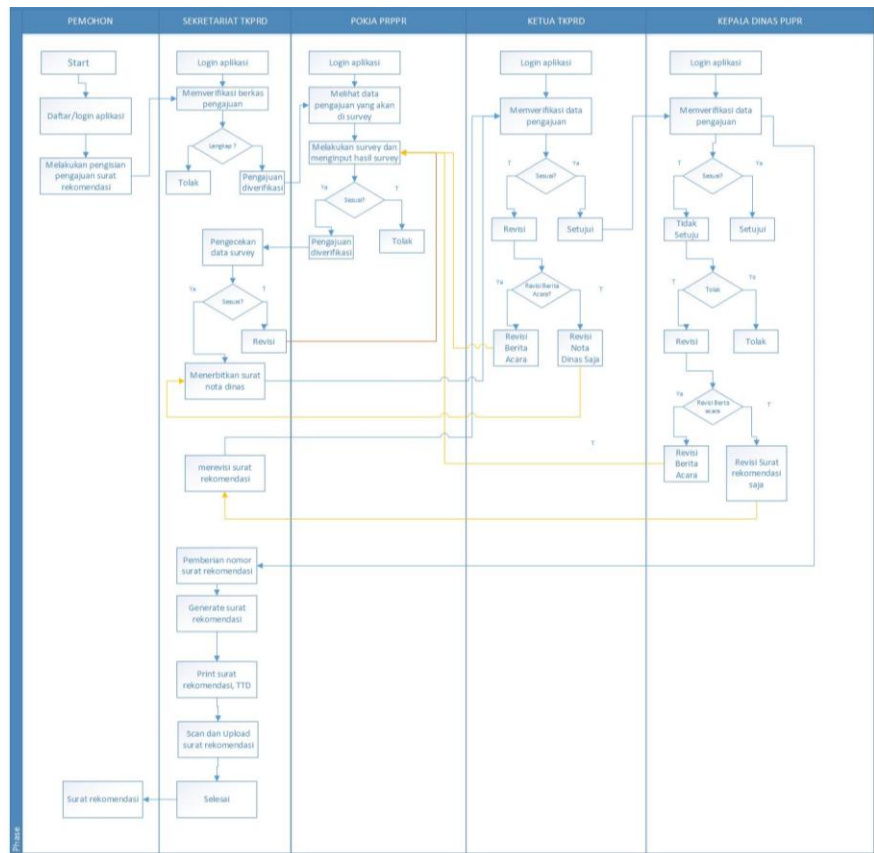 PEMOHON
SEKRETARIAT TKPRD
POKJA PRPPR
KETUA TKPRD
KEPALA DINAS PUPR
Start
Daftar/login aplikasi
Melakukan pengisian
pengajuan surat
rekomendasi
Surat rekomendasi
Login aplikasi
Memverifikasi berkas
pengajuan
Lengkap ?
Tolak
Pengajuan
diverifikasi
Pengecekan
data survey
Ya
Sesuai?
T
Revisi
Menerbitkan surat
nota dinas
merevisi surat
rekomendasi
Pemberian nomor
surat rekomendasi
Generate surat
rekomendasi
Print surat
rekomendasi, TTD
Scan dan Upload
surat rekomendasi
Selesai
Login aplikasi
Melihat data
pengajuan yang akan
di survey
Melakukan survey dan
menginput hasil survey
Ya
Sesuai?
T
Pengajuan
diverifikasi
Tolak
Login aplikasi
Memverifikasi data
pengajuan
T
Ya
Sesuai?
Revisi
Setujui
Ya
Revisi Berita
Acara?
T
Revisi
Berita
Acara
Revisi
Nota
Dinas Saja
T
Login aplikasi
Memverifikasi data
pengajuan
T
Ya
Sesuai?
Tidak
Setuju
Setujui
T
Ya
Tolak
Revisi
Tolak
Ya
Revisi Berita
acara
T
Revisi
Berita
Acara
Revisi Surat
rekomendasi
saja
Phase